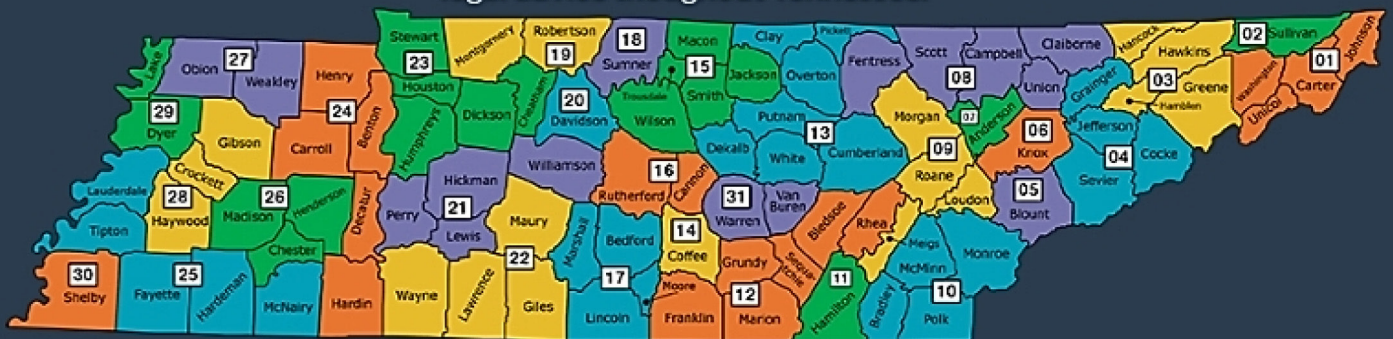 Stewart
Montgomery
Robertson
19
18
Sumner
Macon
15
Clay
Pickett
Scott
Campbell
Claiborne
Hancock
Hawkins
02
Sullivan
Johnson
01
Carter
Washington
Unicoi
Lake
Obion
27
Weakley
Henry
23
Houston
Cheatham
20
Davidson
Trousdale
Smith
Jackson
Overton
Fentress
08
Union
Grainger
03
Greene
Hamblen
29
Dyer
Gibson
24
Carroll
Benton
Humphreys
Dickson
Wilson
Putnam
13
Morgan
07
Anderson
06
Knox
Jefferson
Cocke
04
Sevier
Lauderdale
Crockett
28
Haywood
26
Madison
Henderson
Decatur
Perry
Hickman
21
Lewis
Williamson
16
Rutherford
Cannon
Dekalb
White
Cumberland
09
Roane
Loudon
05
Blount
Tipton
Chester
Maury
22
Marshall
Bedford
14
Coffee
31
Warren
Van
Buren
Bledsoe
Rhea
Meigs
McMinn
Monroe
30
Shelby
25
Fayette
Hardeman
McNairy
Hardin
Wayne
Lawrence
Giles
17
Lincoln
Moore
Franklin
Grundy
12
Marion
Sequa-
tchie
11
Hamilton
Bradley
10
Polk